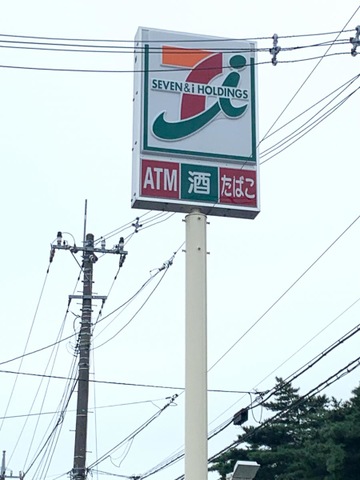 SEVEN & i HOLDINGS
ATM 酒 たばこ